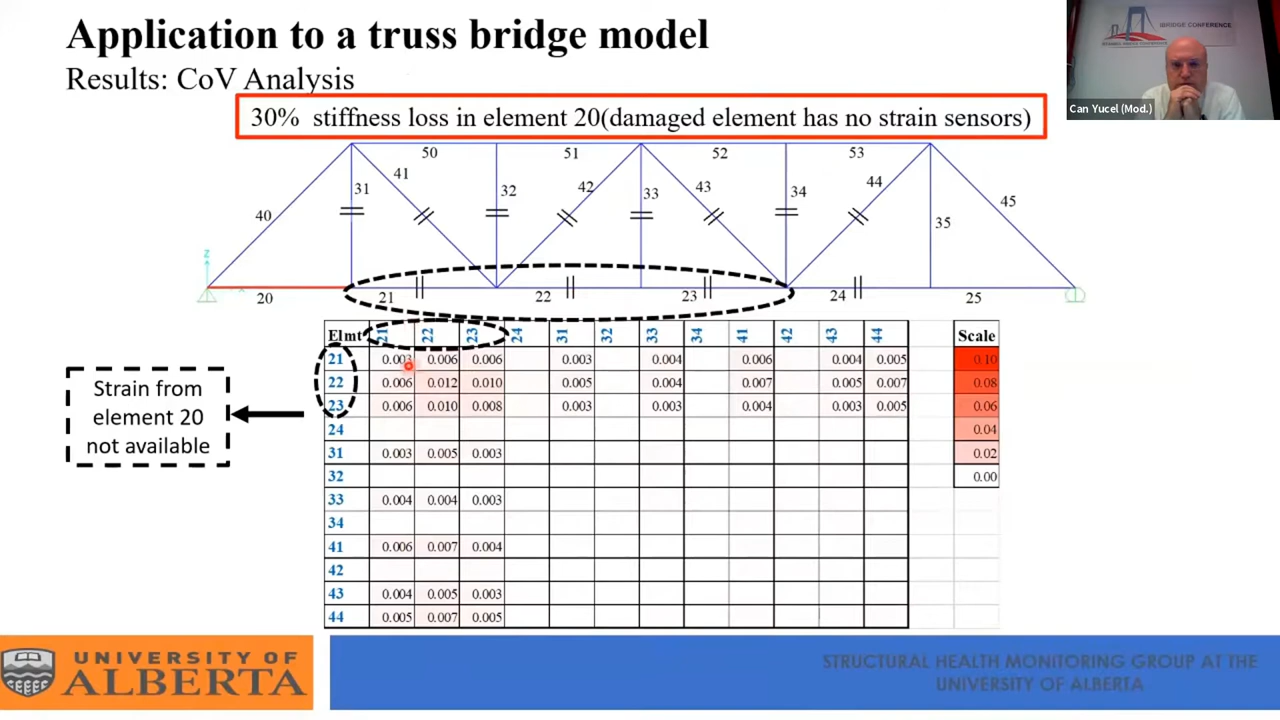 Application to a truss bridge model
Results: CoV Analysis
BRIDGE CONFERENCE
Can Yucel (Mod.)
30% stiffness loss in element 20(damaged element has no strain sensors)
50 51 52 53
41 42 43 44
40 31 32 33 34 35 45
Z
20 21 22 23 24 25
Elmt 21 22 23 24 31 32 33 34 41 42 43 44
21 0.003 0.006 0.006 0.003 0.004 0.006 0.004 0.005
22 0.006 0.012 0.010 0.005 0.004 0.007 0.005 0.007
23 0.006 0.010 0.008 0.003 0.003 0.004 0.003 0.005
24
31 0.003 0.005 0.003
32
33 0.004 0.004 0.003
34
41 0.006 0.007 0.004
42
43 0.004 0.005 0.003
44 0.005 0.007 0.005
Scale
0.10
0.08
0.06
0.04
0.02
0.00
Strain from
element 20
not available
UNIVERSITY OF
ALBERTA
STRUCTURAL HEALTH MONITORING GROUP AT THE
UNIVERSITY OF ALBERTA